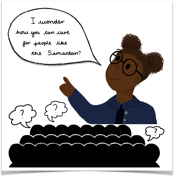 I wonder
how you can care
for people like
the Samaritan?
?
?
?